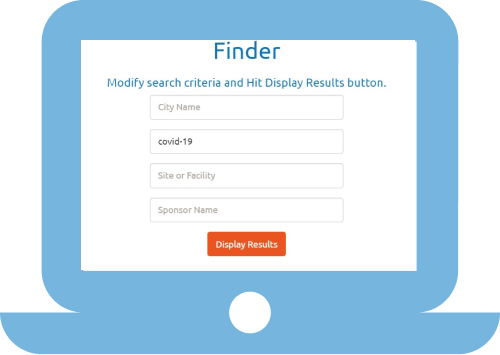 Finder
Modify search criteria and Hit Display Results button.
City Name
covid-19
Site or Facility
Sponsor Name
Display Results